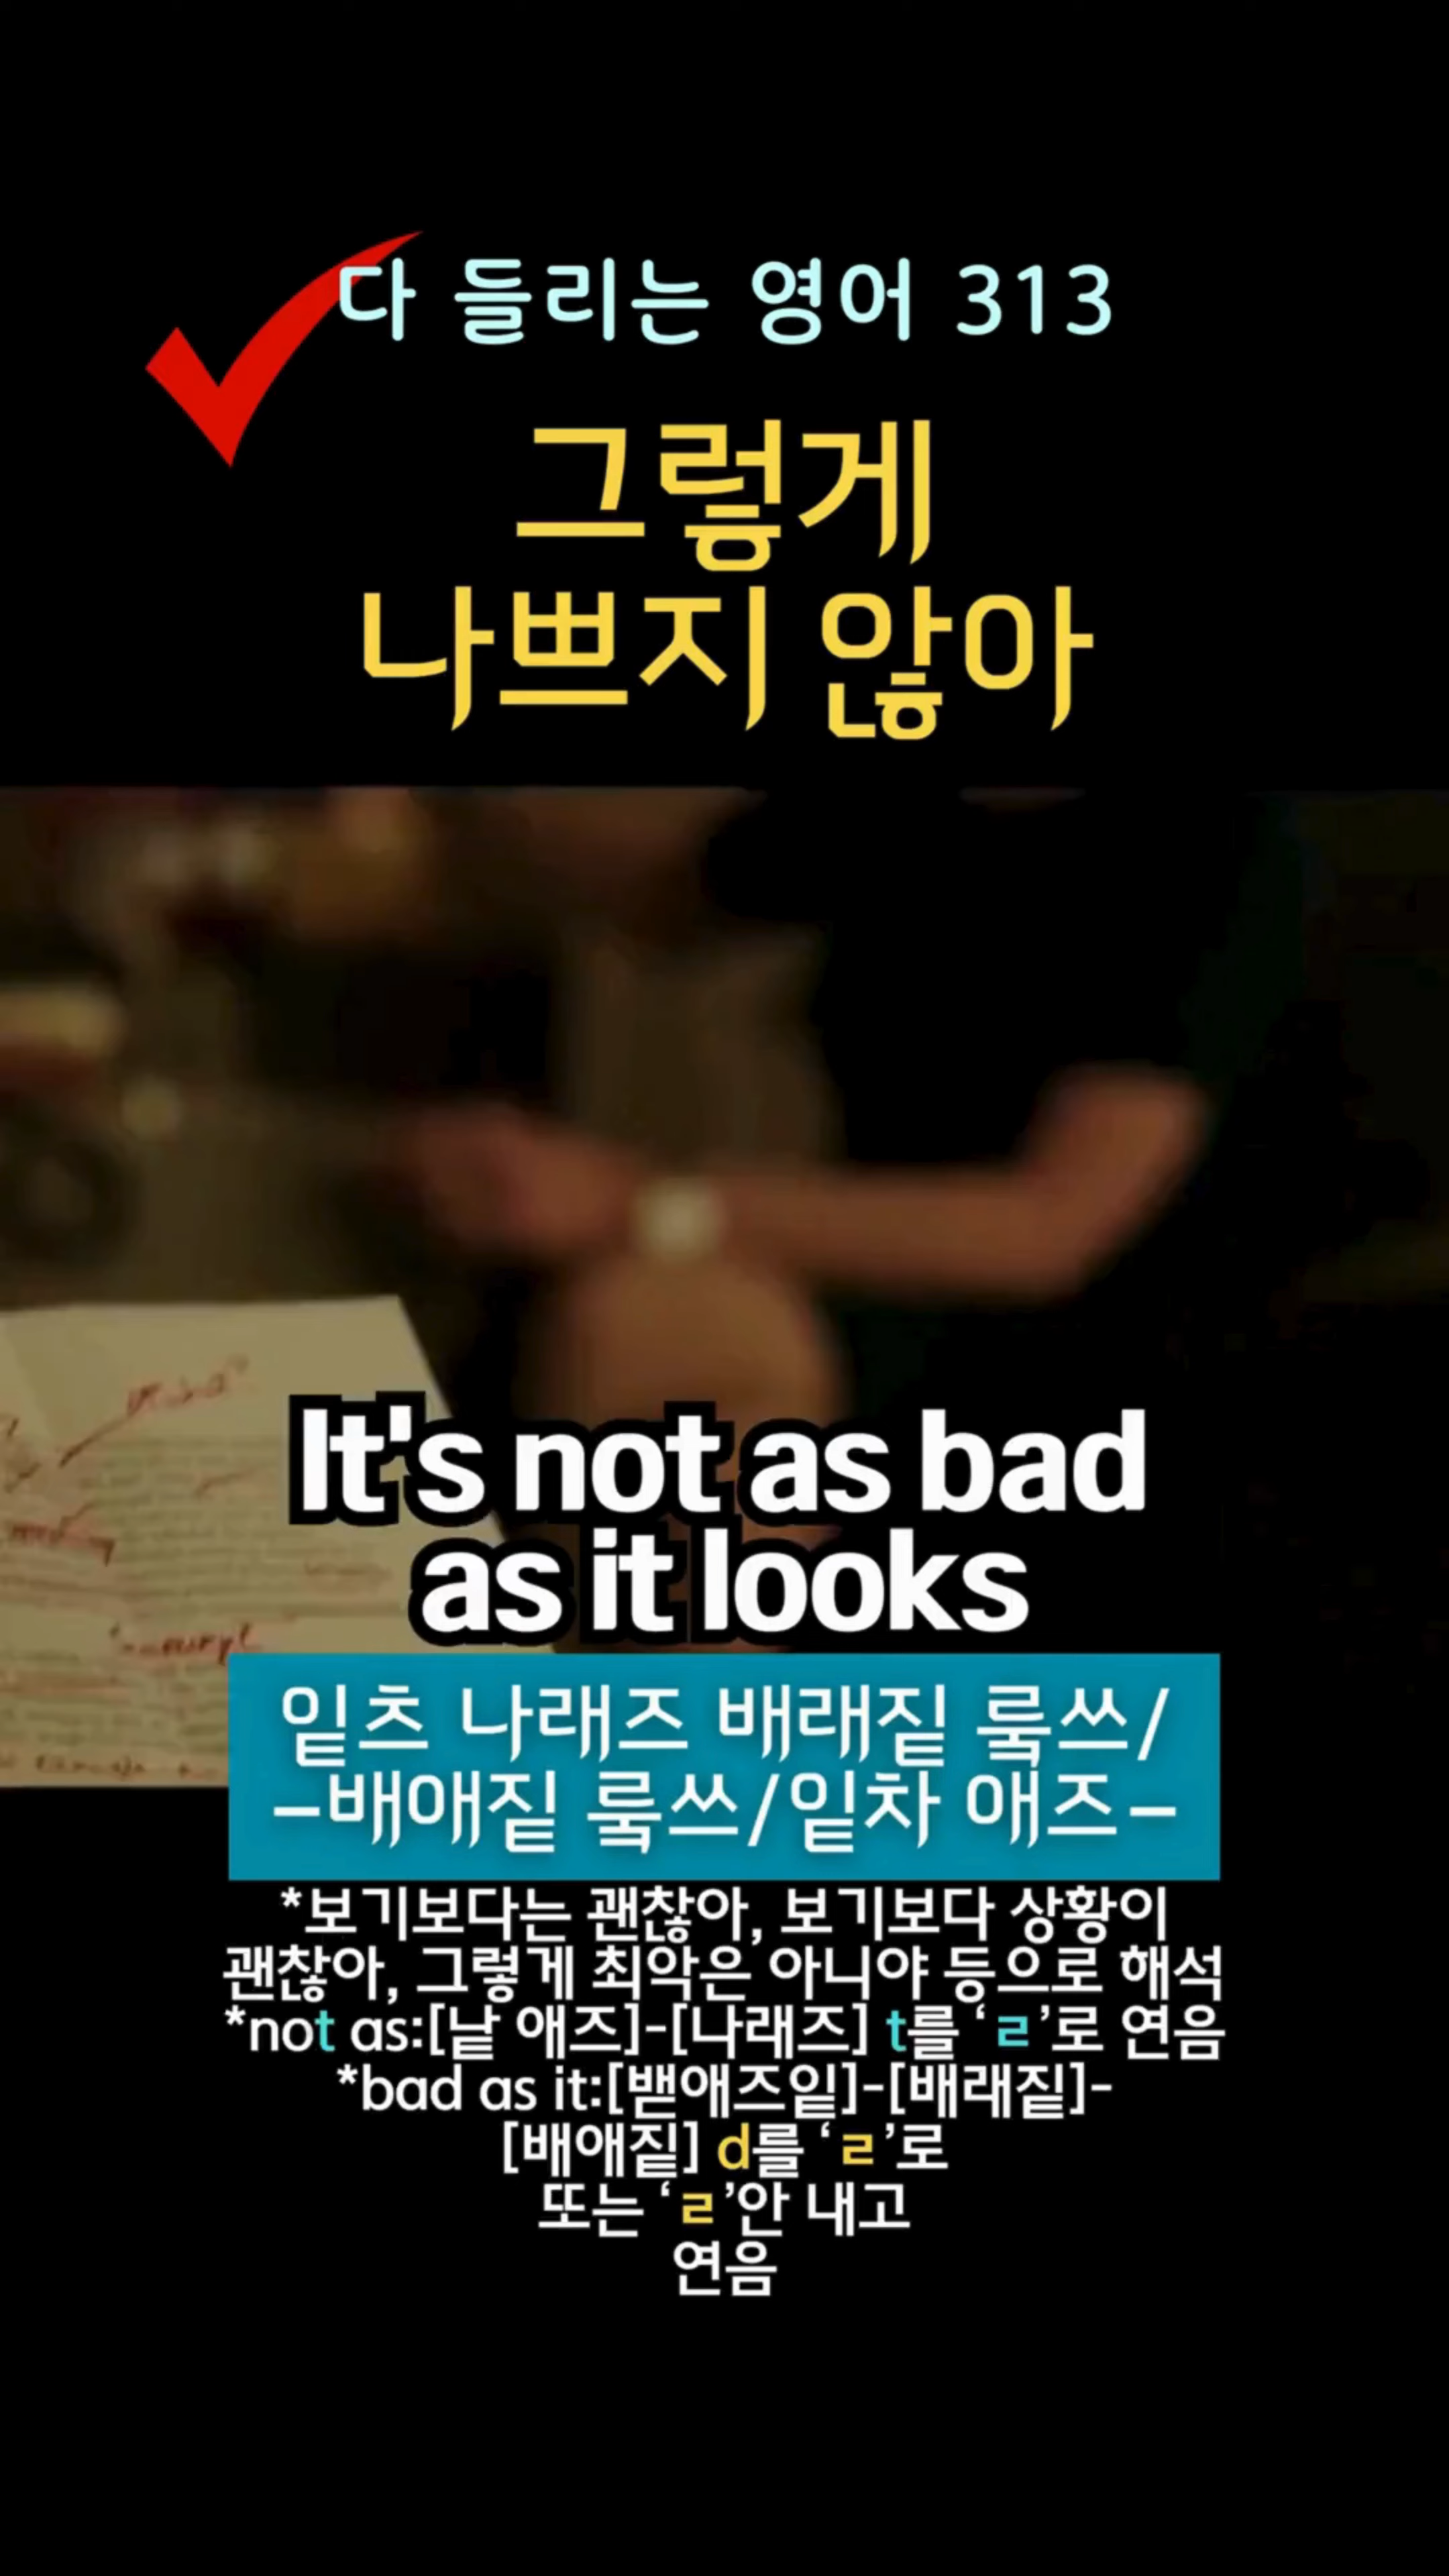 다 들리는 영어 313
그렇게
나쁘지 않아
It's not as bad
as it looks
잍츠 나래즈 배래짙 룩쓰/
-배애짙 룩쓰/잍차 애즈-
*보기보다는 괜찮아, 보기보다 상황이
괜찮아, 그렇게 최악은 아니야 등으로 해석
*not as:[낱 애즈]-[나래즈] t를 ‘ㄹ’로 연음
*bad as it:[밷애즈잍]-[배래짙]-
[배애짙] d를 ‘ㄹ’로
또는 ‘ㄹ’안 내고
연음